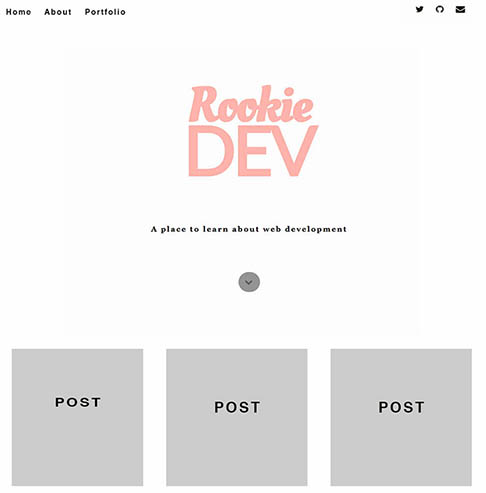 Home About Portfolio
Rookie
DEV
A place to learn about web development
POST POST POST